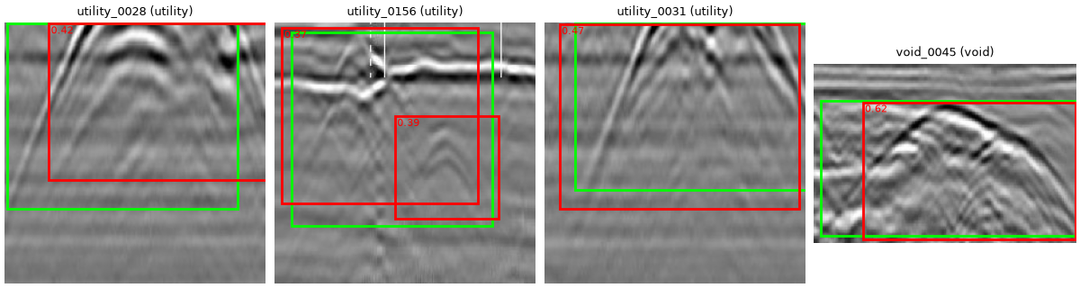 utility_0028 (utility)
0.42
utility_0156 (utility)
0.39
utility_0031 (utility)
0.47
void_0045 (void)
0.62